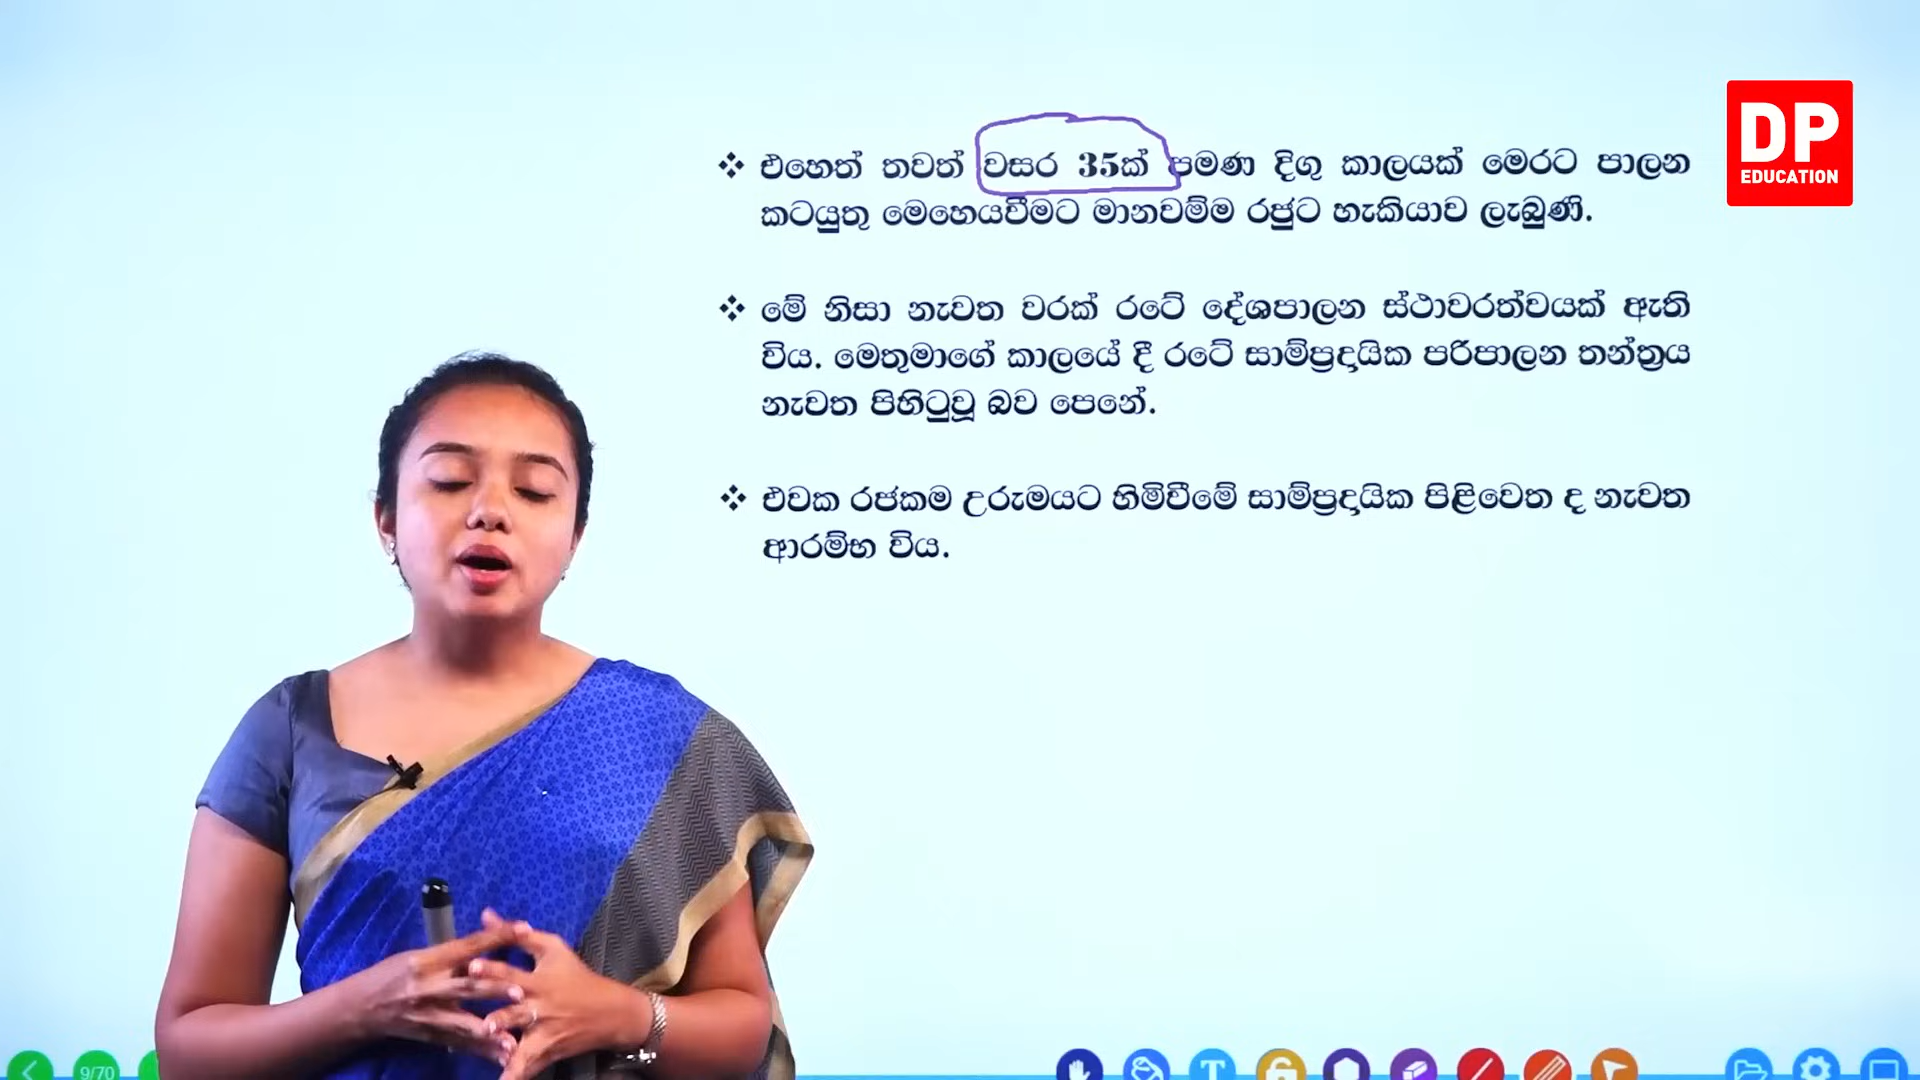 DP
EDUCATION
❖ එහෙත් තවත් වසර 35ක් පමණ දිගු කාලයක් මෙරට පාලන
කටයුතු මෙහෙයවීමට මානවම්ම රජුට හැකියාව ලැබුණි.
❖ මේ නිසා නැවත වරක් රටේ දේශපාලන ස්ථාවරත්වයක් ඇති
විය. මෙතුමාගේ කාලයේ දී රටේ සාම්ප්‍රදායික පරිපාලන තන්ත්‍රය
නැවත පිහිටුවූ බව පෙනේ.
❖ එවක රජකම උරුමයට හිමිවීමේ සාම්ප්‍රදායික පිළිවෙත ද නැවත
ආරම්භ විය.
9/70